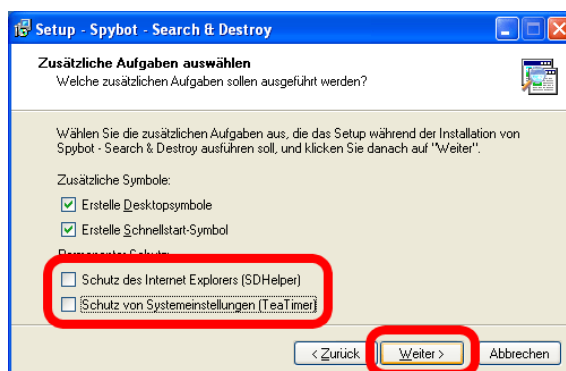 Setup - Spybot - Search & Destroy
Zusätzliche Aufgaben auswählen
Welche zusätzlichen Aufgaben sollen ausgeführt werden?
Wählen Sie die zusätzlichen Aufgaben aus, die das Setup während der Installation von
Spybot - Search & Destroy ausführen soll, und klicken Sie danach auf "Weiter".
Zusätzliche Symbole:
Erstelle Desktopsymbole
Erstelle Schnellstart-Symbol
Permanenter Schutz:
Schutz des Internet Explorers (SDHelper)
Schutz von Systemeinstellungen (TeaTimer)
< Zurück Weiter > Abbrechen